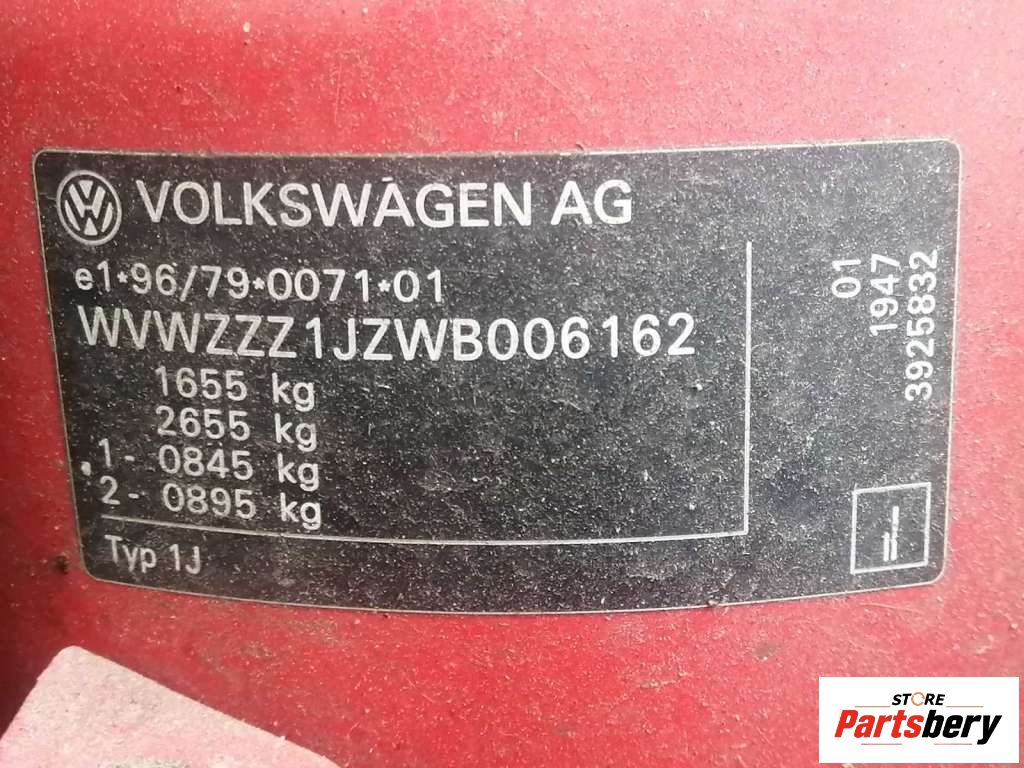 VOLKSWAGEN AG
e1*96/79*0071*01
WVWZZZ1JZWB006162
1655 kg
2655 kg
1- 0845 kg
2- 0895 kg
Typ 1J
01
1947
3925832
STORE
Partsbery